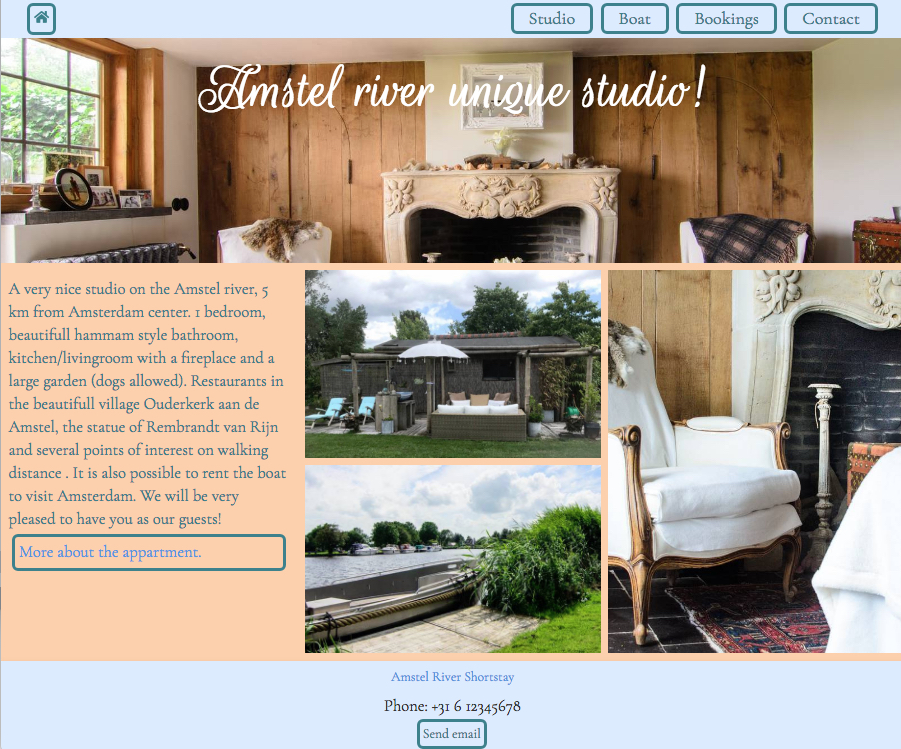 Studio
Boat
Bookings
Contact
Amstel river unique studio!
A very nice studio on the Amstel river, 5
km from Amsterdam center. 1 bedroom,
beautifull hammam style bathroom,
kitchen/livingroom with a fireplace and a
large garden (dogs allowed). Restaurants in
the beautifull village Ouderkerk aan de
Amstel, the statue of Rembrandt van Rijn
and several points of interest on walking
distance . It is also possible to rent the boat
to visit Amsterdam. We will be very
pleased to have you as our guests!
More about the appartment.
Amstel River Shortstay
Phone: +31 6 12345678
Send email